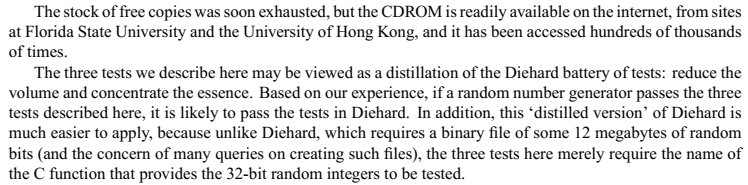 The stock of free copies was soon exhausted, but the CDROM is readily available on the internet, from sites
at Florida State University and the University of Hong Kong, and it has been accessed hundreds of thousands
of times.
The three tests we describe here may be viewed as a distillation of the Diehard battery of tests: reduce the
volume and concentrate the essence. Based on our experience, if a random number generator passes the three
tests described here, it is likely to pass the tests in Diehard. In addition, this ‘distilled version’ of Diehard is
much easier to apply, because unlike Diehard, which requires a binary file of some 12 megabytes of random
bits (and the concern of many queries on creating such files), the three tests here merely require the name of
the C function that provides the 32-bit random integers to be tested.